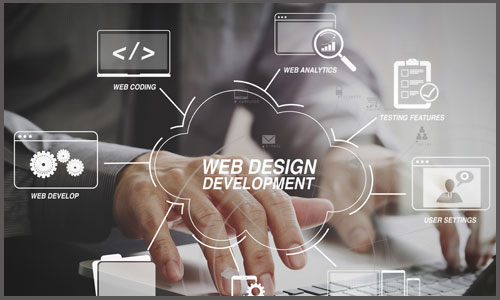 </>
WEB CODING
WEB ANALYTICS
TESTING FEATURES
WEB DESIGN
DEVELOPMENT
WEB DEVELOP
USER SETTINGS